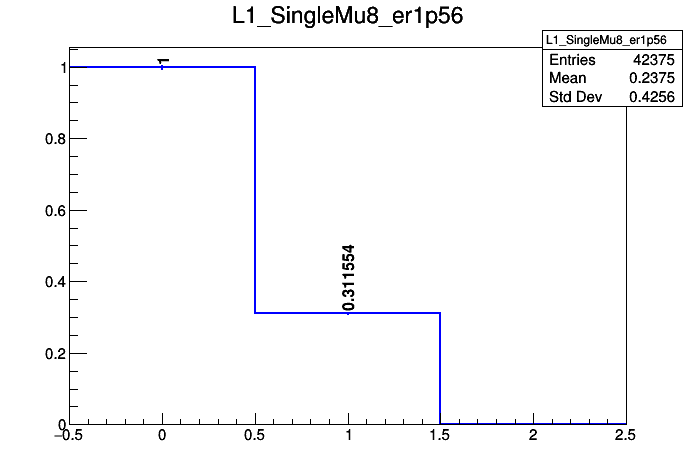 L1_SingleMu8_er1p56
L1_SingleMu8_er1p56
Entries 42375
Mean 0.2375
Std Dev 0.4256
1
0.8
0.6
0.4
0.2
0
1
0.311554
−0.5 0 0.5 1 1.5 2 2.5